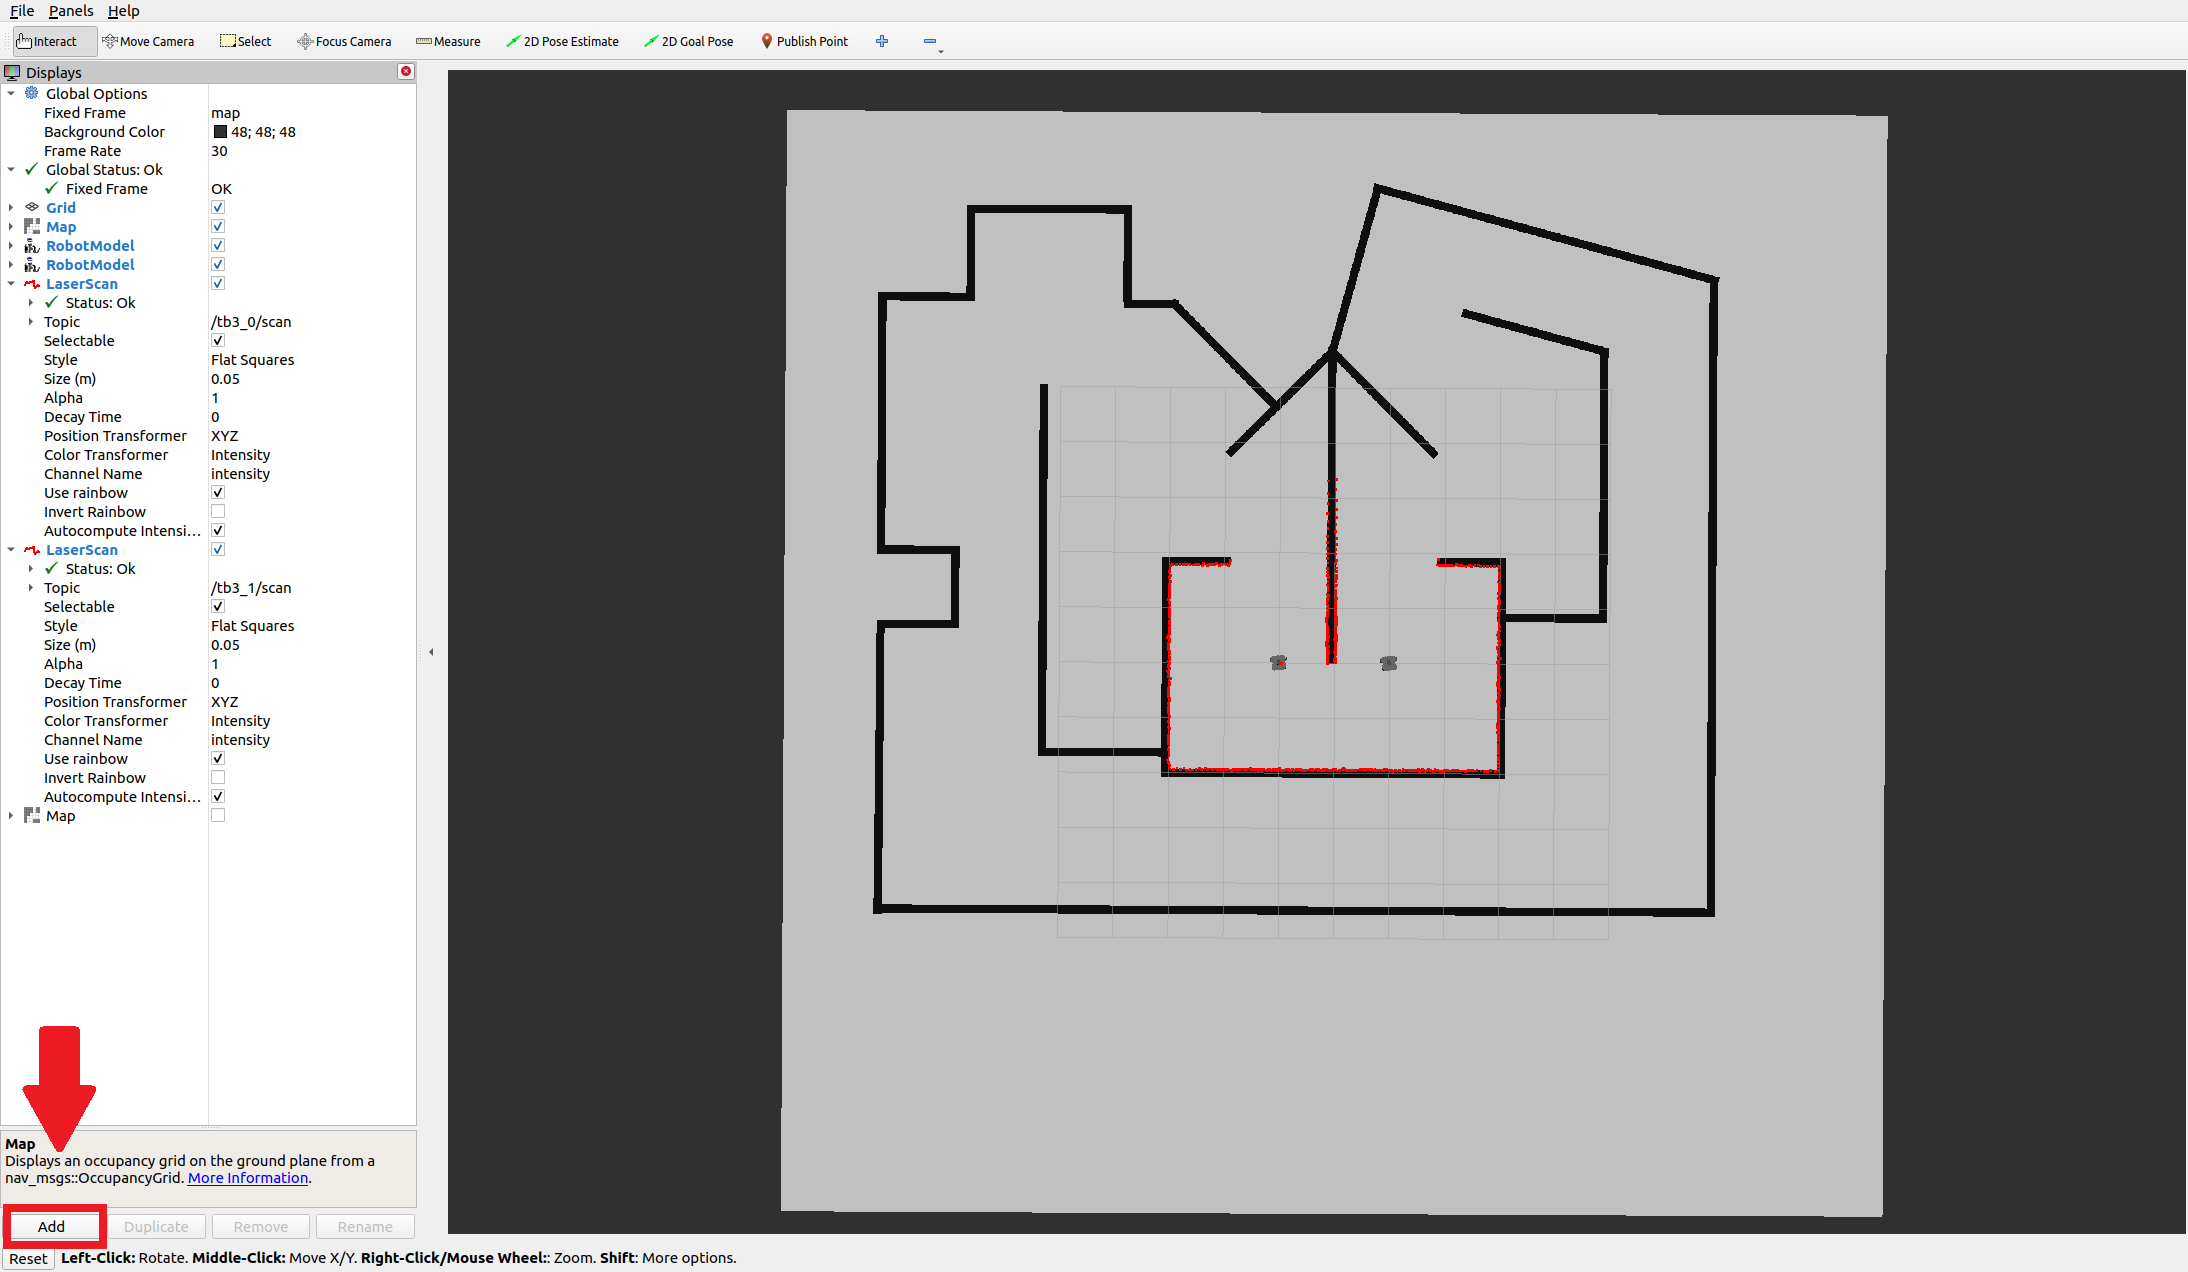 File Panels Help
Interact Move Camera Select Focus Camera Measure 2D Pose Estimate 2D Goal Pose Publish Point
Displays
Global Options
Fixed Frame map
Background Color 48; 48; 48
Frame Rate 30
Global Status: Ok
Fixed Frame OK
Grid
Map
RobotModel
RobotModel
LaserScan
Status: Ok
Topic /tb3_0/scan
Selectable
Style Flat Squares
Size (m) 0.05
Alpha 1
Decay Time 0
Position Transformer XYZ
Color Transformer Intensity
Channel Name intensity
Use rainbow
Invert Rainbow
Autocompute Intensi...
LaserScan
Status: Ok
Topic /tb3_1/scan
Selectable
Style Flat Squares
Size (m) 0.05
Alpha 1
Decay Time 0
Position Transformer XYZ
Color Transformer Intensity
Channel Name intensity
Use rainbow
Invert Rainbow
Autocompute Intensi...
Map
Map
Displays an occupancy grid on the ground plane from a
nav_msgs::OccupancyGrid. More Information.
Add Duplicate Remove Rename
Reset Left-Click: Rotate. Middle-Click: Move X/Y. Right-Click/Mouse Wheel:: Zoom. Shift: More options.